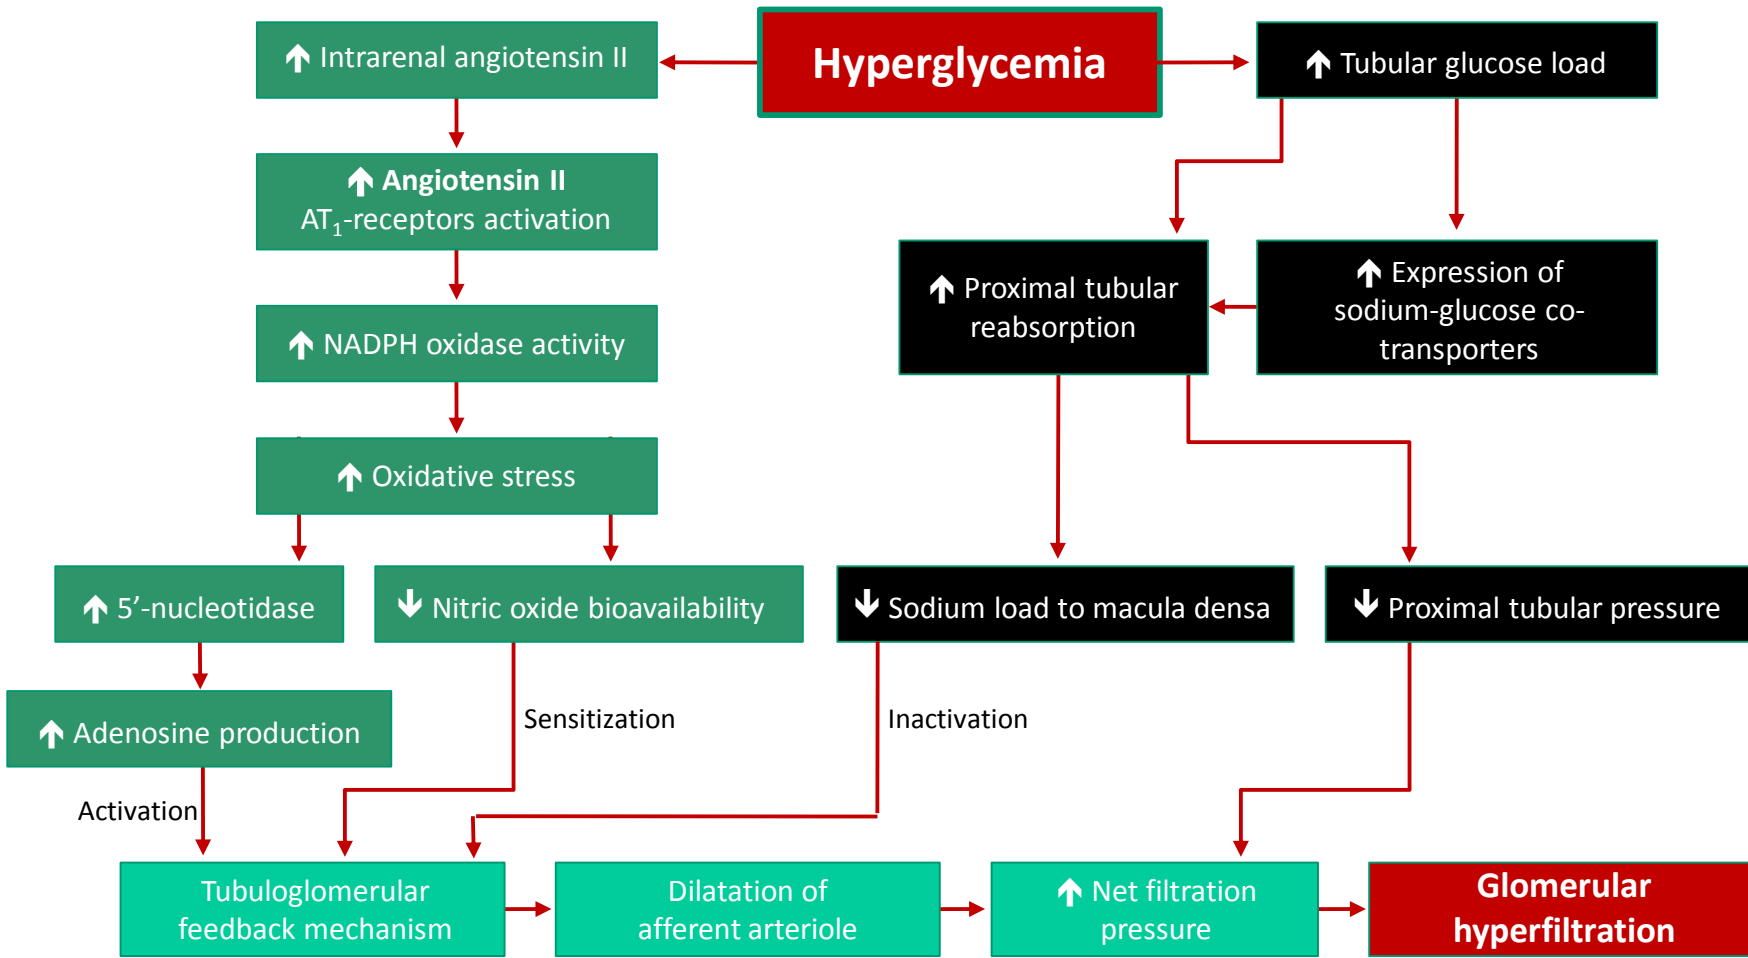 Hyperglycemia
↑ Intrarenal angiotensin II
↑ Tubular glucose load
↑ Angiotensin II
AT₁-receptors activation
↑ Proximal tubular
reabsorption
↑ Expression of
sodium-glucose co-
transporters
↑ NADPH oxidase activity
↑ Oxidative stress
↑ 5’-nucleotidase
↓ Nitric oxide bioavailability
↓ Sodium load to macula densa
↓ Proximal tubular pressure
↑ Adenosine production
Sensitization
Inactivation
Activation
Tubuloglomerular
feedback mechanism
Dilatation of
afferent arteriole
↑ Net filtration
pressure
Glomerular
hyperfiltration